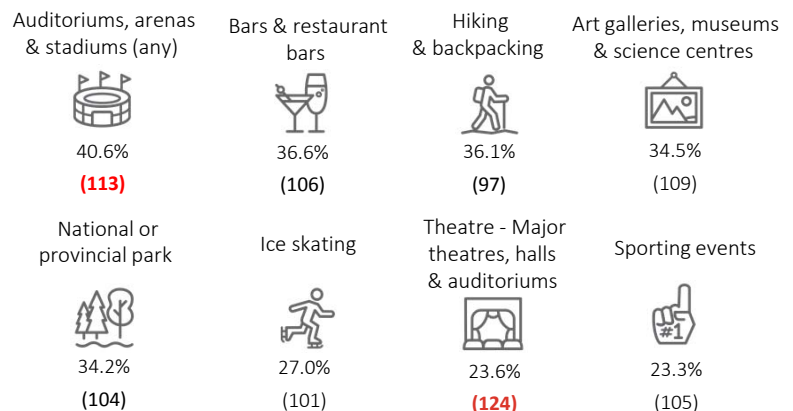 Auditoriums, arenas
& stadiums (any)
40.6%
(113)
Bars & restaurant
bars
36.6%
(106)
Hiking
& backpacking
36.1%
(97)
Art galleries, museums
& science centres
34.5%
(109)
National or
provincial park
34.2%
(104)
Ice skating
27.0%
(101)
Theatre - Major
theatres, halls
& auditoriums
23.6%
(124)
Sporting events
#1
23.3%
(105)